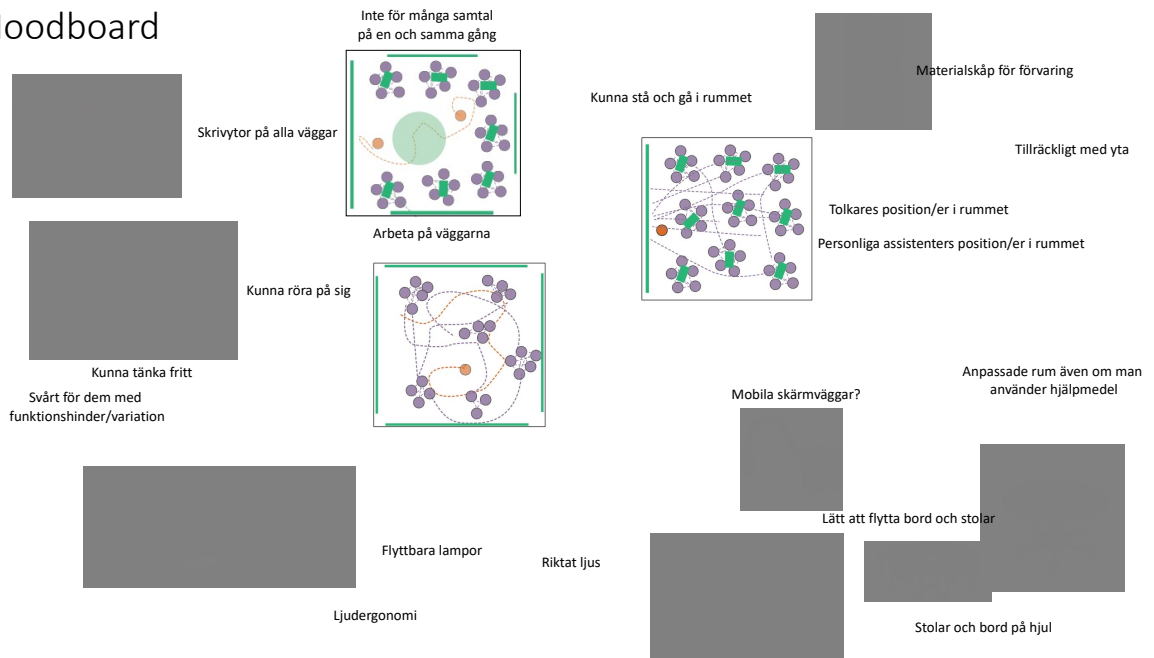 oodboard
Inte för många samtal
på en och samma gång
Skrivytor på alla väggar
Arbeta på väggarna
Kunna röra på sig
Kunna tänka fritt
Svårt för dem med
funktionshinder/variation
Kunna stå och gå i rummet
Materialskåp för förvaring
Tillräckligt med yta
Tolkares position/er i rummet
Personliga assistenters position/er i rummet
Anpassade rum även om man
använder hjälpmedel
Mobila skärmväggar?
Lätt att flytta bord och stolar
Flyttbara lampor
Riktat ljus
Ljudergonomi
Stolar och bord på hjul